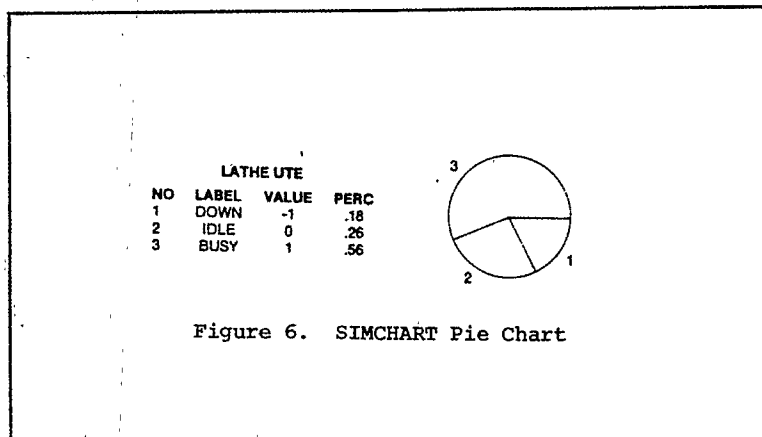 LATHE UTE
NO LABEL VALUE PERC
1 DOWN -1 .18
2 IDLE 0 .26
3 BUSY 1 .56
3
1
2
Figure 6. SIMCHART Pie Chart